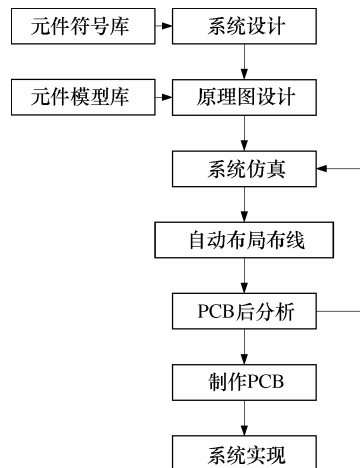 元件符号库
系统设计
元件模型库
原理图设计
系统仿真
自动布局布线
PCB后分析
制作PCB
系统实现